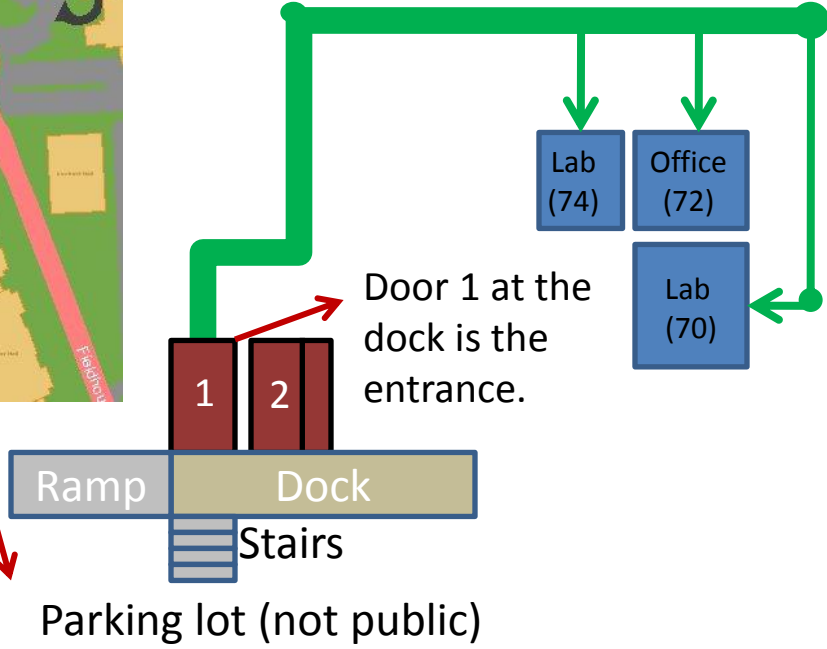 Lab
(74)
Office
(72)
Lab
(70)
Door 1 at the
dock is the
entrance.
1
2
Ramp
Dock
Stairs
Parking lot (not public)
Fieldhou